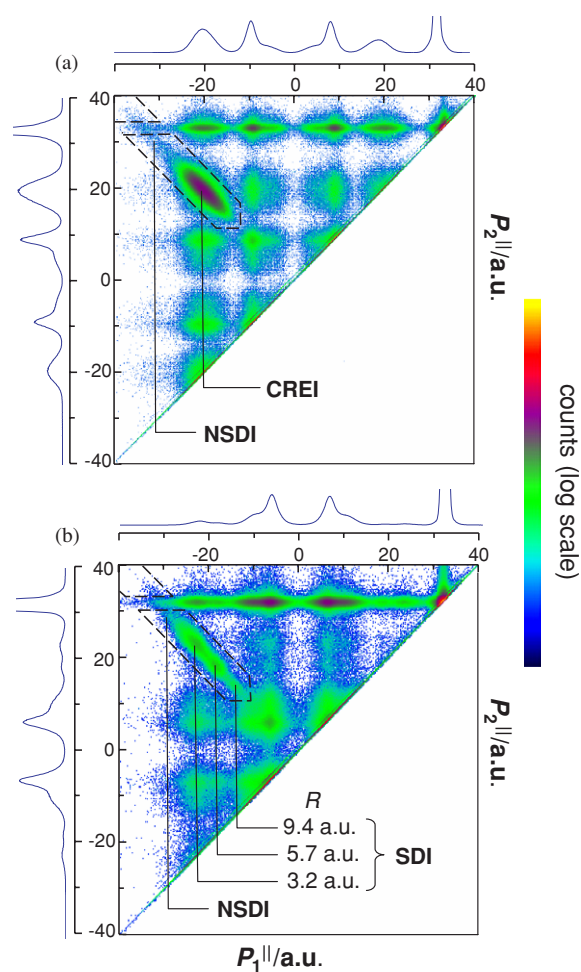 (a)
-20 0 20 40
40
20
0
-20
-40
P2||/a.u.
CREI
NSDI
counts (log scale)
(b)
-20 0 20 40
40
20
0
-20
-40
P2||/a.u.
R
9.4 a.u.
5.7 a.u.
3.2 a.u.
SDI
NSDI
P1||/a.u.